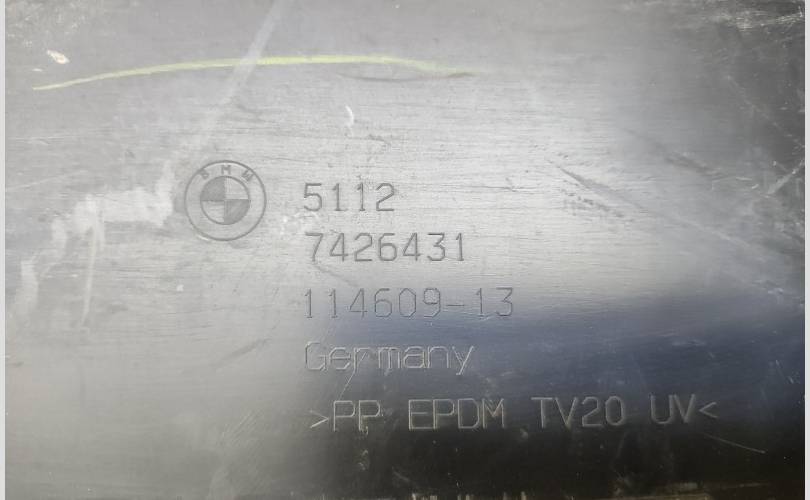 BMW
5112
7426431
114609-13
Germany
>PP EPDM TV20 UV<